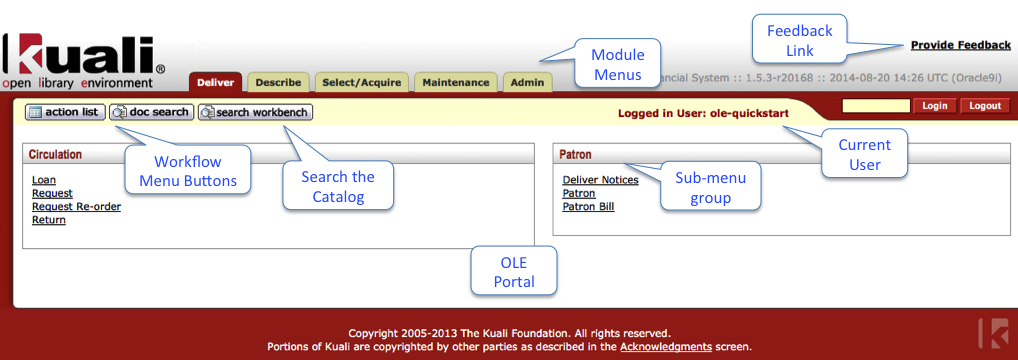 Feedback
Link
Provide Feedback
Kuali®
open library environment
Module
Menus
Deliver
Describe
Select/Acquire
Maintenance
Admin
ancial System :: 1.5.3-r20168 :: 2014-08-20 14:26 UTC (Oracle9i)
action list
doc search
search workbench
Logged in User: ole-quickstart
Login
Logout
Workflow
Menu Buttons
Search the
Catalog
Current
User
Circulation
Loan
Request
Request Re-order
Return
Patron
Deliver Notices
Patron
Patron Bill
Sub-menu
group
OLE
Portal
Copyright 2005-2013 The Kuali Foundation. All rights reserved.
Portions of Kuali are copyrighted by other parties as described in the Acknowledgments screen.